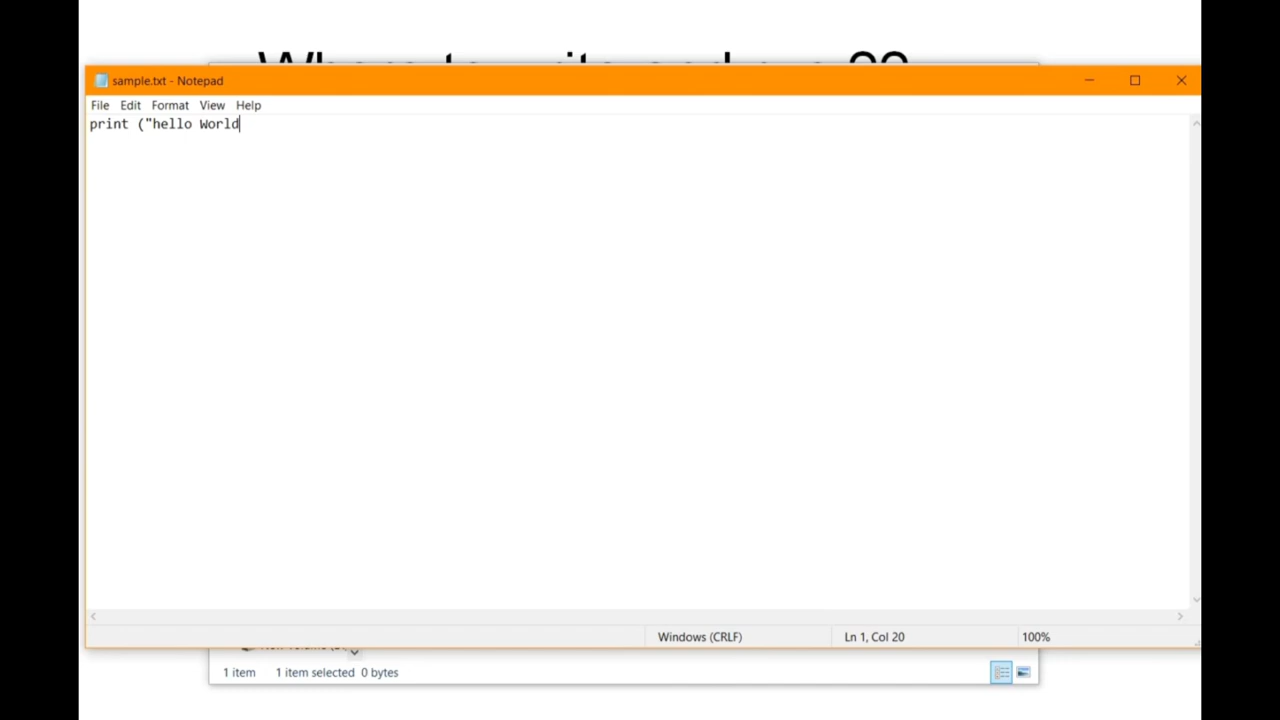 sample.txt - Notepad
File Edit Format View Help
print ("hello World
Windows (CRLF) Ln 1, Col 20 100%
1 item 1 item selected 0 bytes